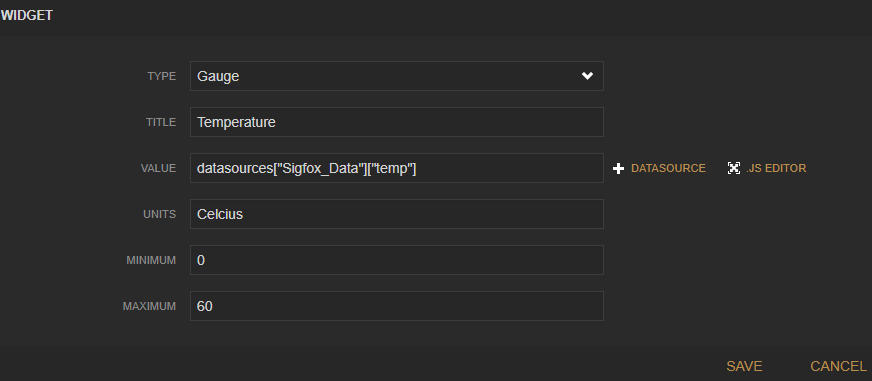 WIDGET
TYPE Gauge
TITLE Temperature
VALUE datasources["Sigfox_Data"]["temp"] DATASOURCE .JS EDITOR
UNITS Celcius
MINIMUM 0
MAXIMUM 60
SAVE CANCEL